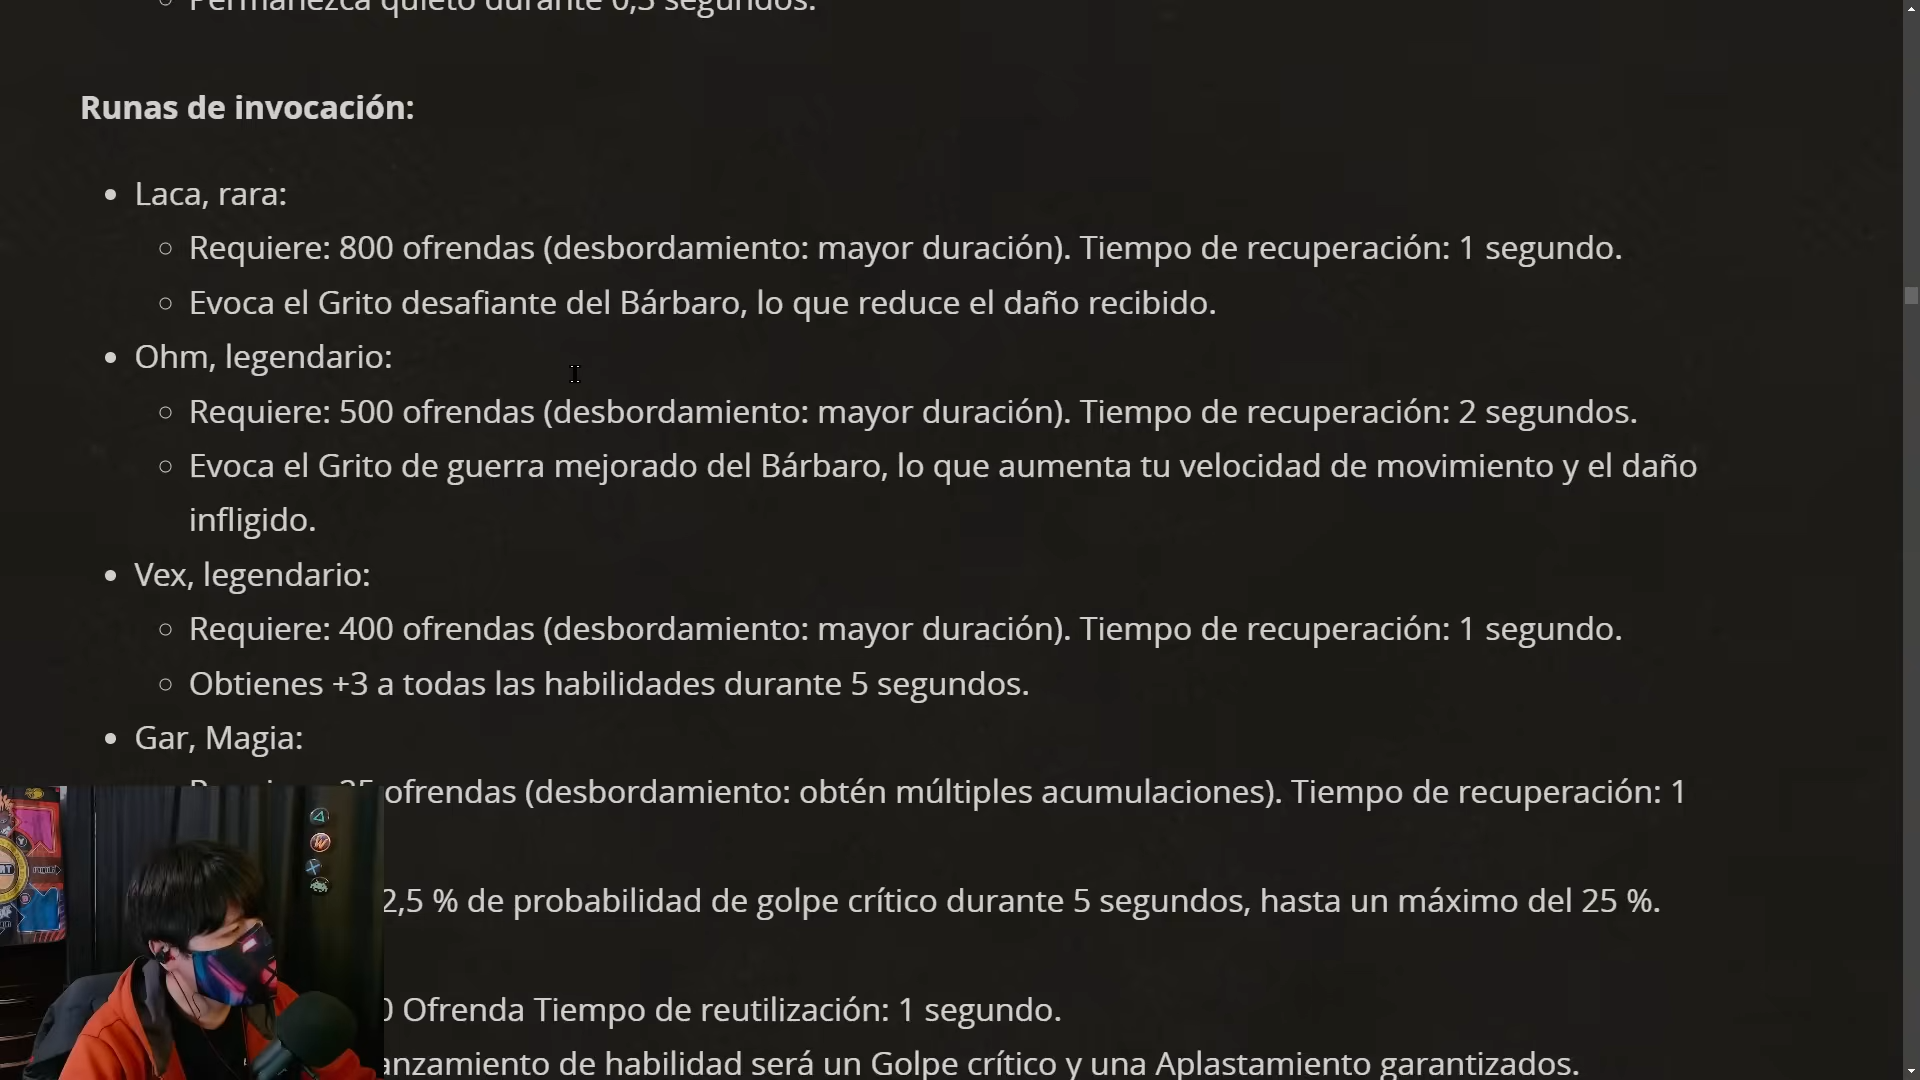 Permanezca quieto durante 0,3 segundos.
Runas de invocación:
Laca, rara:
Requiere: 800 ofrendas (desbordamiento: mayor duración). Tiempo de recuperación: 1 segundo.
Evoca el Grito desafiante del Bárbaro, lo que reduce el daño recibido.
Ohm, legendario:
Requiere: 500 ofrendas (desbordamiento: mayor duración). Tiempo de recuperación: 2 segundos.
Evoca el Grito de guerra mejorado del Bárbaro, lo que aumenta tu velocidad de movimiento y el daño
infligido.
Vex, legendario:
Requiere: 400 ofrendas (desbordamiento: mayor duración). Tiempo de recuperación: 1 segundo.
Obtienes +3 a todas las habilidades durante 5 segundos.
Gar, Magia:
ofrendas (desbordamiento: obtén múltiples acumulaciones). Tiempo de recuperación: 1
2,5 % de probabilidad de golpe crítico durante 5 segundos, hasta un máximo del 25 %.
Ofrenda Tiempo de reutilización: 1 segundo.
de habilidad será un Golpe crítico y una Aplastamiento garantizados.